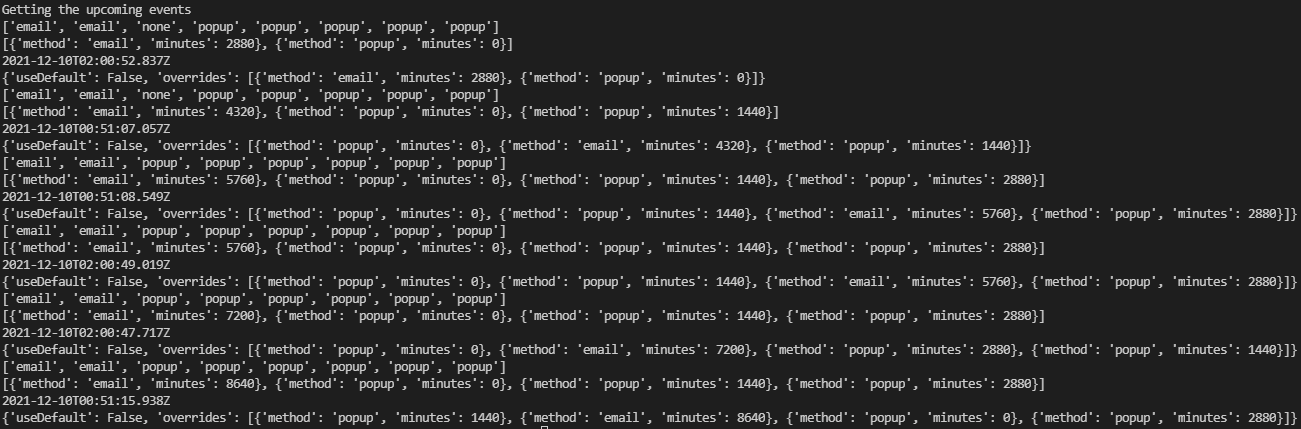 Getting the upcoming events
['email', 'email', 'none', 'popup', 'popup', 'popup', 'popup', 'popup']
[{'method': 'email', 'minutes': 2880}, {'method': 'popup', 'minutes': 0}]
2021-12-10T02:00:52.837Z
{'useDefault': False, 'overrides': [{'method': 'email', 'minutes': 2880}, {'method': 'popup', 'minutes': 0}]}
['email', 'email', 'none', 'popup', 'popup', 'popup', 'popup', 'popup']
[{'method': 'email', 'minutes': 4320}, {'method': 'popup', 'minutes': 0}, {'method': 'popup', 'minutes': 1440}]
2021-12-10T00:51:07.057Z
{'useDefault': False, 'overrides': [{'method': 'popup', 'minutes': 0}, {'method': 'email', 'minutes': 4320}, {'method': 'popup', 'minutes': 1440}]}
['email', 'email', 'popup', 'popup', 'popup', 'popup', 'popup', 'popup']
[{'method': 'email', 'minutes': 5760}, {'method': 'popup', 'minutes': 0}, {'method': 'popup', 'minutes': 1440}, {'method': 'popup', 'minutes': 2880}]
2021-12-10T00:51:08.549Z
{'useDefault': False, 'overrides': [{'method': 'popup', 'minutes': 0}, {'method': 'popup', 'minutes': 1440}, {'method': 'email', 'minutes': 5760}, {'method': 'popup', 'minutes': 2880}]}
['email', 'email', 'popup', 'popup', 'popup', 'popup', 'popup', 'popup']
[{'method': 'email', 'minutes': 5760}, {'method': 'popup', 'minutes': 0}, {'method': 'popup', 'minutes': 1440}, {'method': 'popup', 'minutes': 2880}]
2021-12-10T02:00:49.019Z
{'useDefault': False, 'overrides': [{'method': 'popup', 'minutes': 0}, {'method': 'popup', 'minutes': 1440}, {'method': 'email', 'minutes': 5760}, {'method': 'popup', 'minutes': 2880}]}
['email', 'email', 'popup', 'popup', 'popup', 'popup', 'popup', 'popup']
[{'method': 'email', 'minutes': 7200}, {'method': 'popup', 'minutes': 0}, {'method': 'popup', 'minutes': 1440}, {'method': 'popup', 'minutes': 2880}]
2021-12-10T02:00:47.717Z
{'useDefault': False, 'overrides': [{'method': 'popup', 'minutes': 0}, {'method': 'email', 'minutes': 7200}, {'method': 'popup', 'minutes': 2880}, {'method': 'popup', 'minutes': 1440}]}
['email', 'email', 'popup', 'popup', 'popup', 'popup', 'popup', 'popup']
[{'method': 'email', 'minutes': 8640}, {'method': 'popup', 'minutes': 0}, {'method': 'popup', 'minutes': 1440}, {'method': 'popup', 'minutes': 2880}]
2021-12-10T00:51:15.938Z
{'useDefault': False, 'overrides': [{'method': 'popup', 'minutes': 1440}, {'method': 'email', 'minutes': 8640}, {'method': 'popup', 'minutes': 0}, {'method': 'popup', 'minutes': 2880}]}